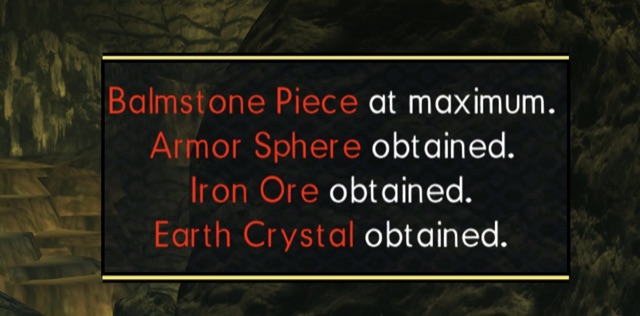 Balmstone Piece at maximum.
Armor Sphere obtained.
Iron Ore obtained.
Earth Crystal obtained.